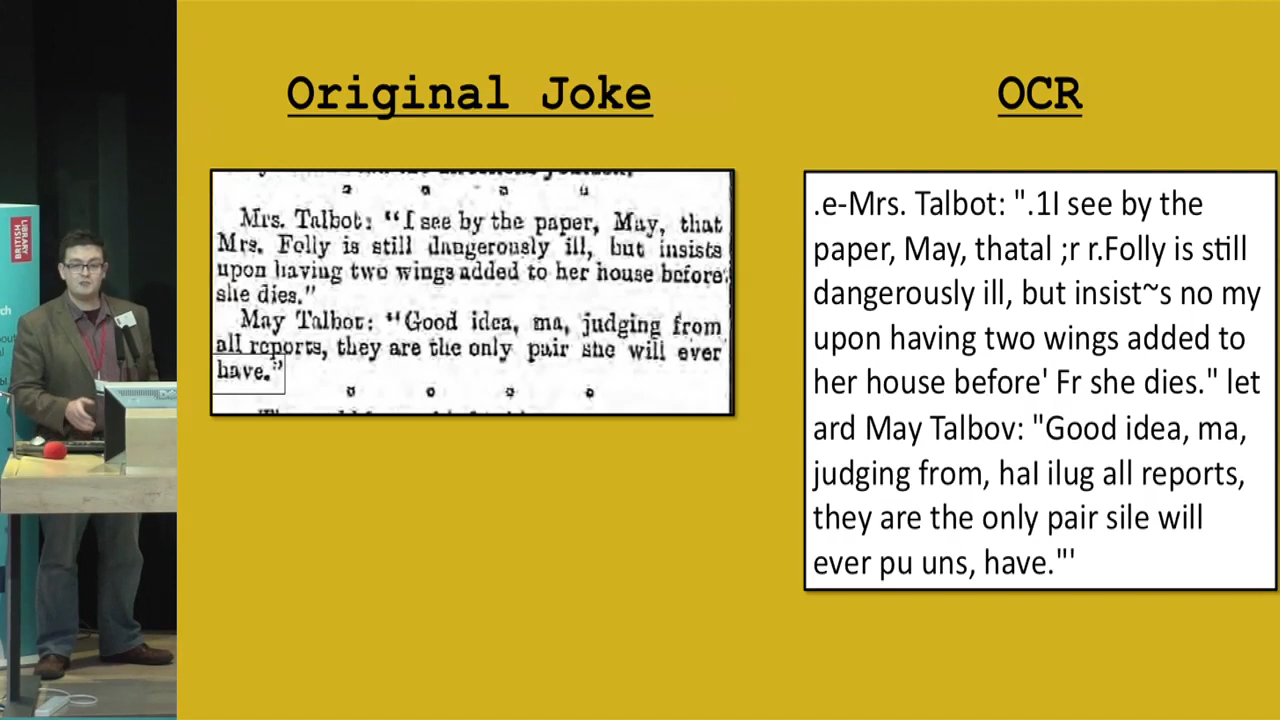 Original Joke
Mrs. Talbot: "I see by the paper, May, that
Mrs. Folly is still dangerously ill, but insists
upon having two wings added to her house before
she dies."
May Talbot: "Good idea, ma, judging from
all reports, they are the only pair she will ever
have."
OCR
.e-Mrs. Talbot: ".1I see by the
paper, May, thatal ;r r.Folly is still
dangerously ill, but insist~s no my
upon having two wings added to
her house before' Fr she dies." let
ard May Talbov: "Good idea, ma,
judging from, haI ilug all reports,
they are the only pair sile will
ever pu uns, have."'
LIBRARY
BRITISH